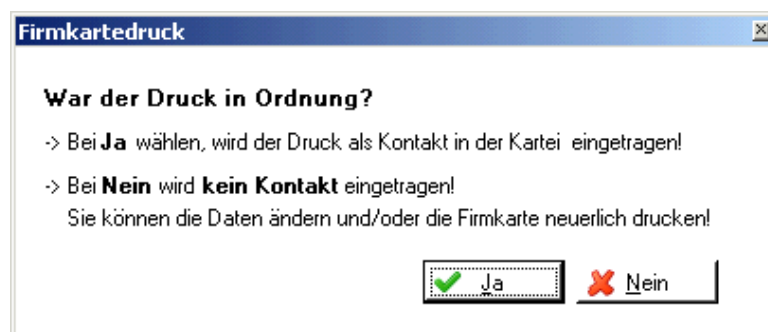 Firmkartedruck
War der Druck in Ordnung?
-> Bei Ja wählen, wird der Druck als Kontakt in der Kartei eingetragen!
-> Bei Nein wird kein Kontakt eingetragen!
Sie können die Daten ändern und/oder die Firmkarte neuerlich drucken!
Ja Nein